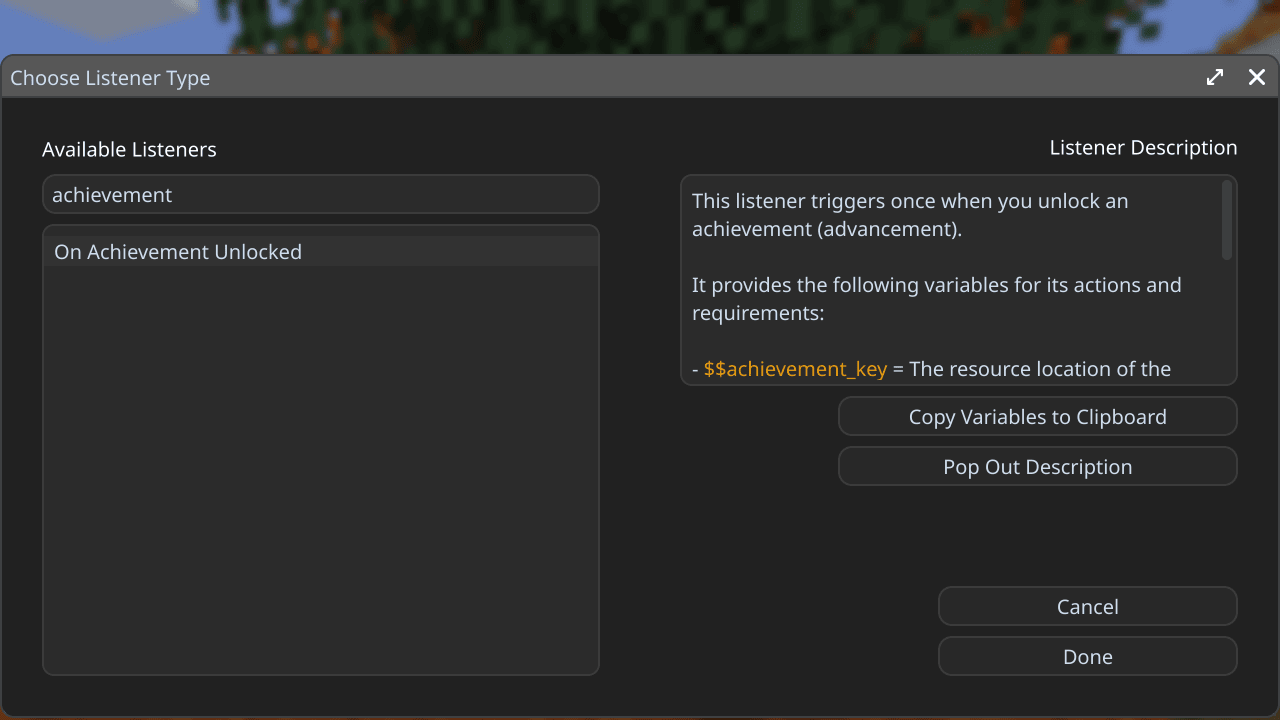 Choose Listener Type
Available Listeners
achievement
On Achievement Unlocked
Listener Description
This listener triggers once when you unlock an
achievement (advancement).
It provides the following variables for its actions and
requirements:
- $$achievement_key = The resource location of the
Copy Variables to Clipboard
Pop Out Description
Cancel
Done